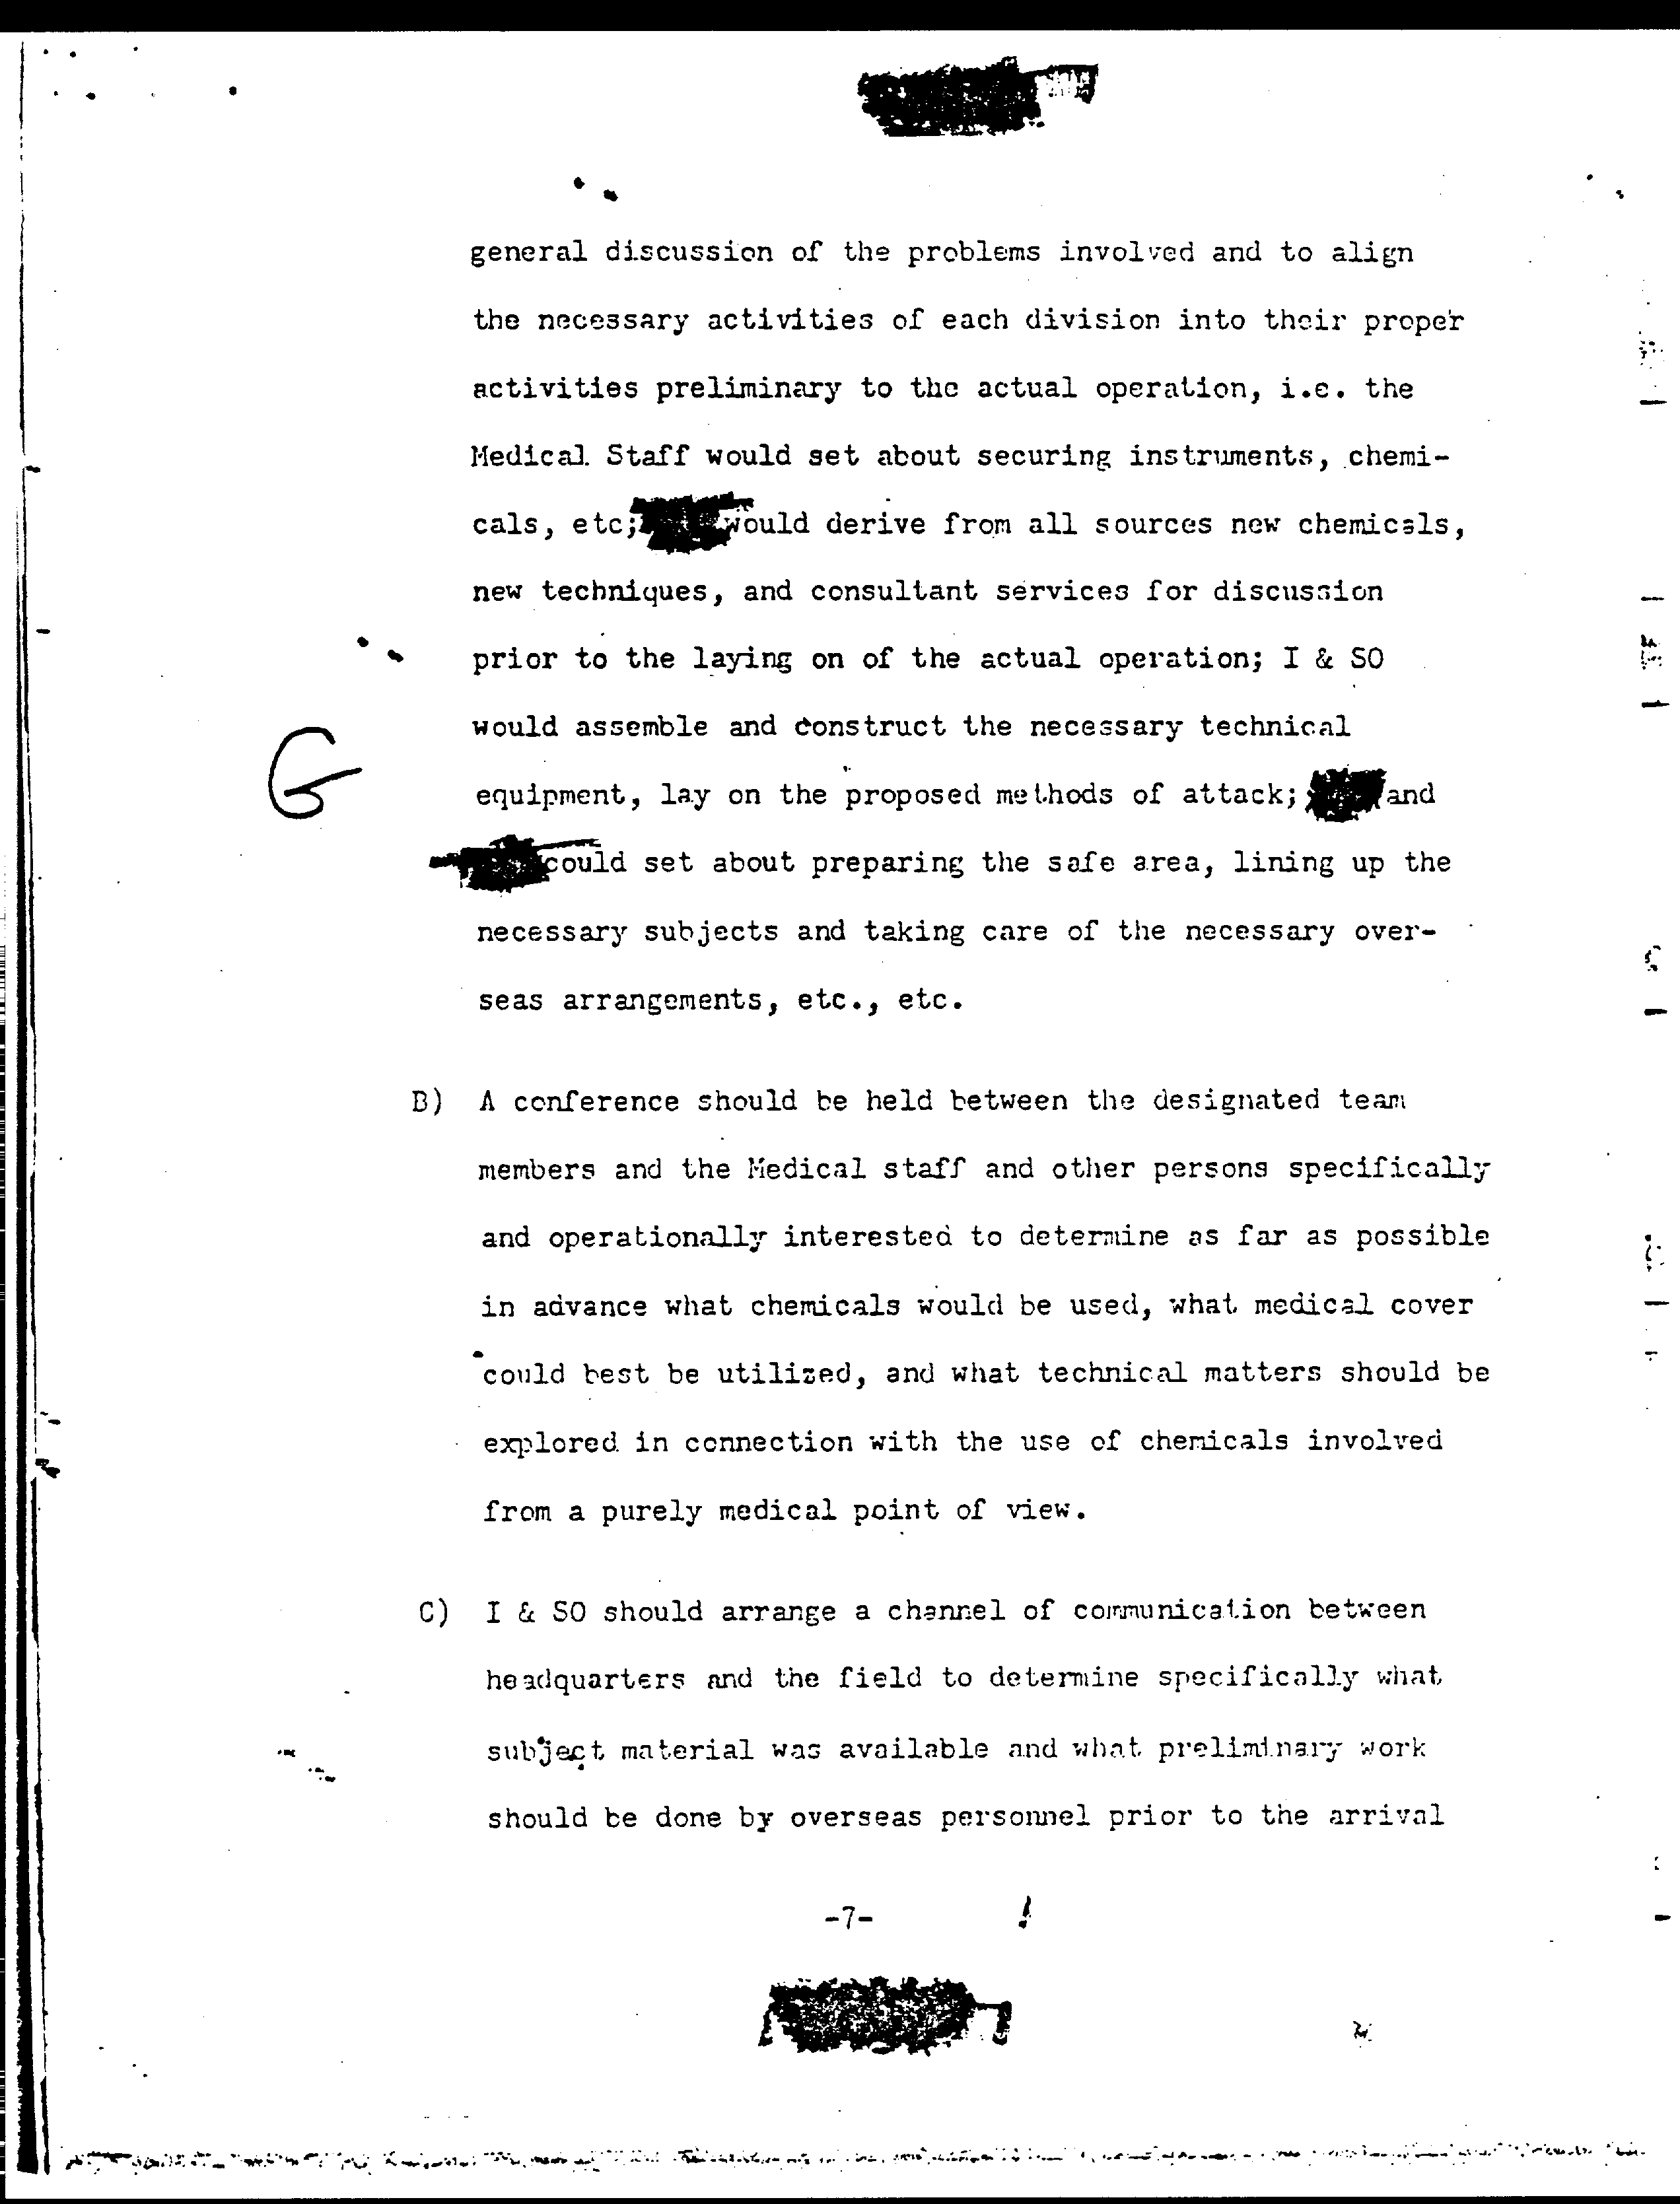 general discussion of the problems involved and to align
the necessary activities of each division into their proper
activities preliminary to the actual operation, i.e. the
Medical Staff would set about securing instruments, chemi-
cals, etc; would derive from all sources new chemicals,
new techniques, and consultant services for discussion
prior to the laying on of the actual operation; I & SO
would assemble and construct the necessary technical
equipment, lay on the proposed methods of attack; and
could set about preparing the safe area, lining up the
necessary subjects and taking care of the necessary over-
seas arrangements, etc., etc.
B) A conference should be held between the designated team
members and the Medical staff and other persons specifically
and operationally interested to determine as far as possible
in advance what chemicals would be used, what medical cover
could best be utilized, and what technical matters should be
explored in connection with the use of chemicals involved
from a purely medical point of view.
C) I & SO should arrange a channel of communication between
headquarters and the field to determine specifically what
subject material was available and what preliminary work
should be done by overseas personnel prior to the arrival
-7-